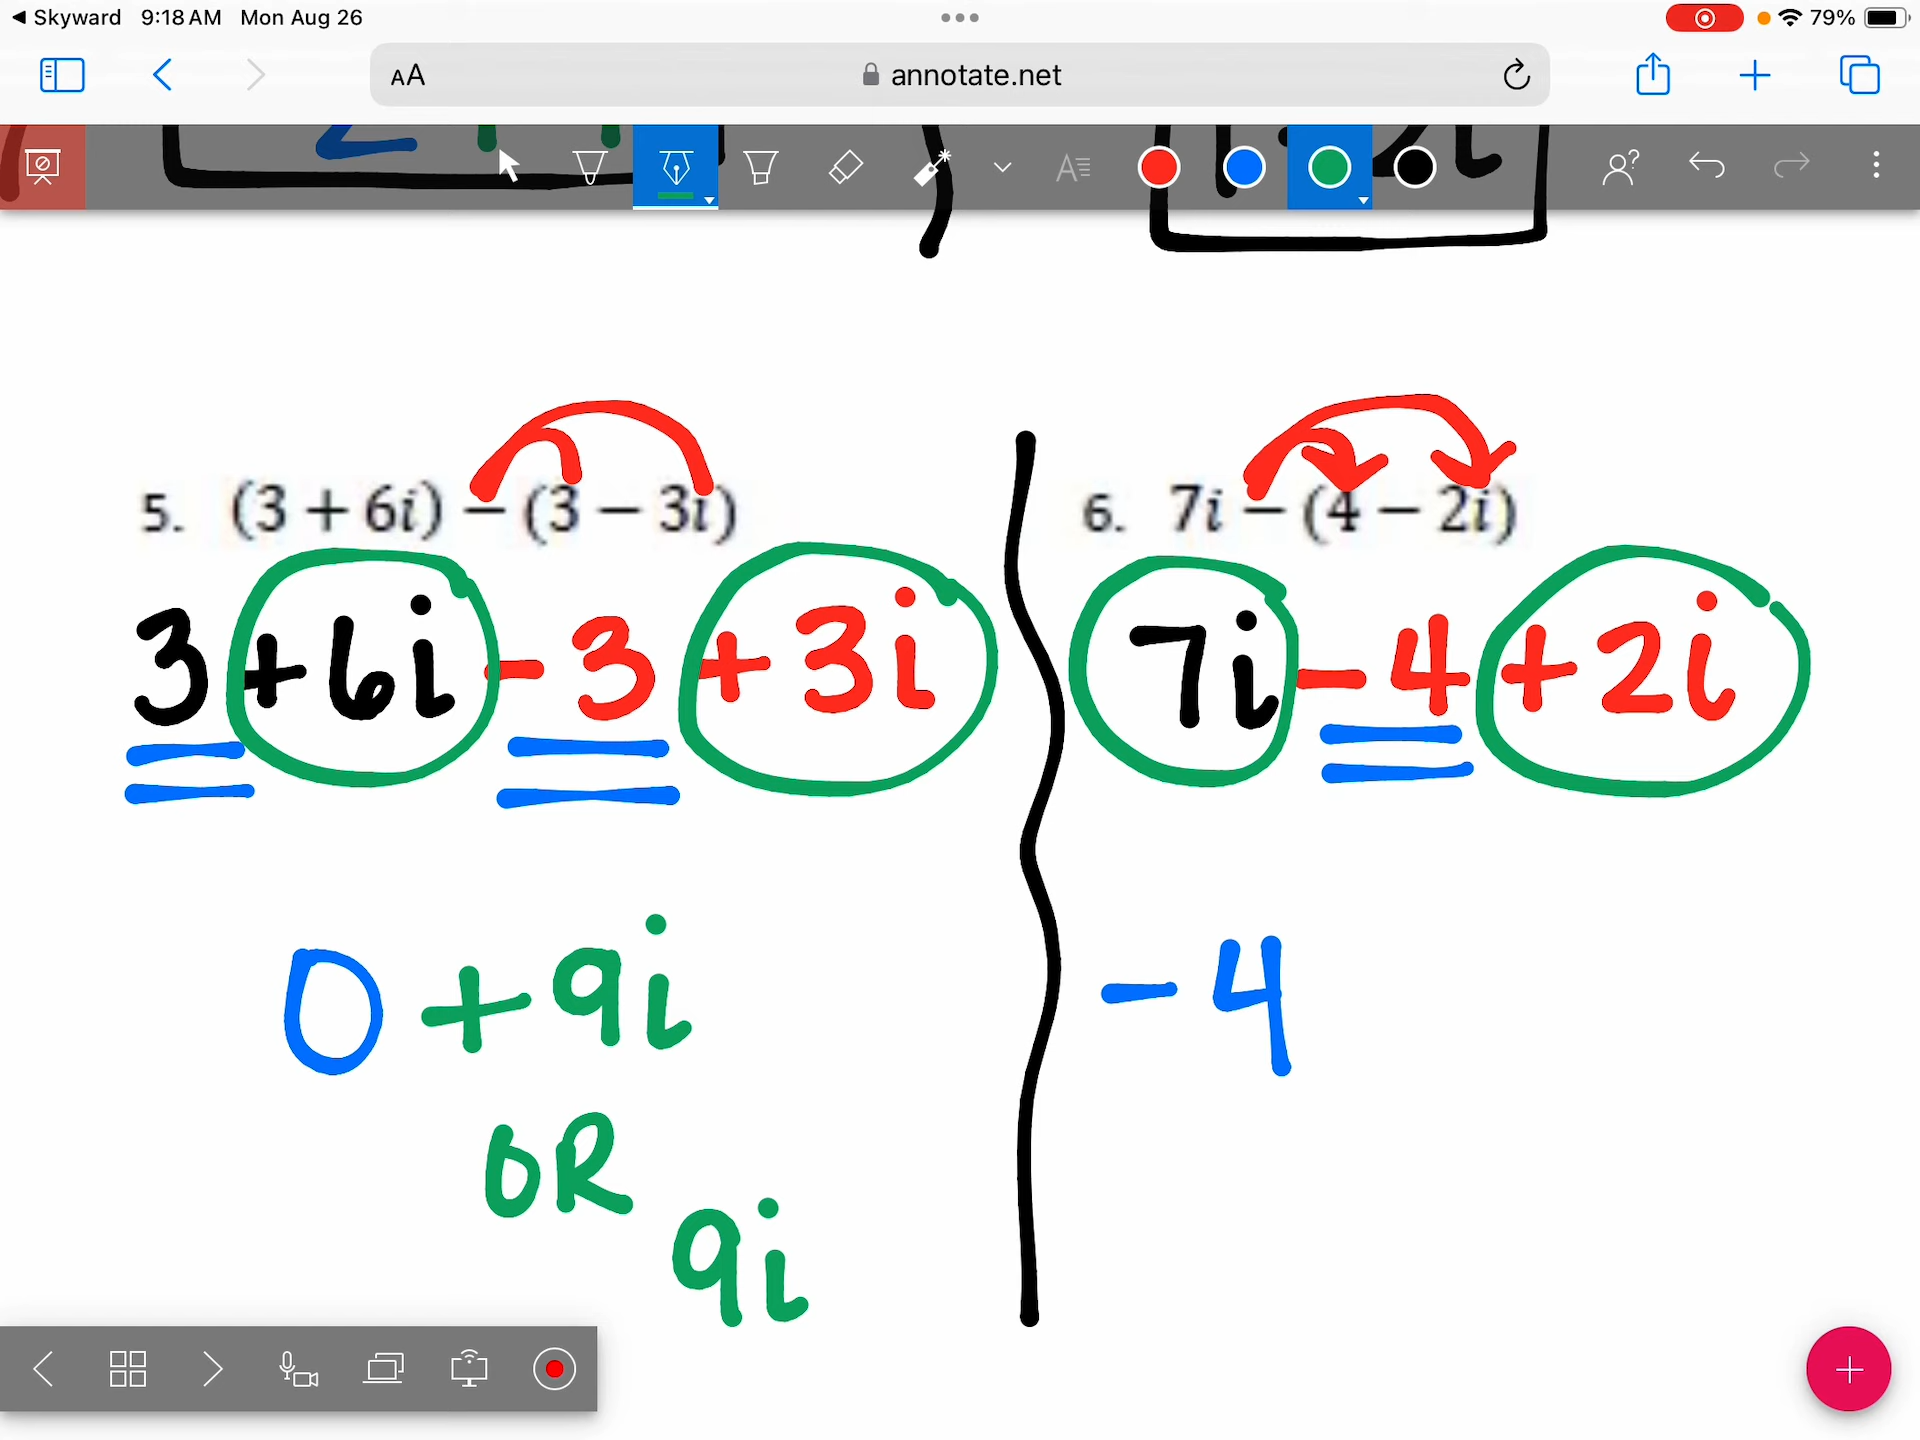 ◀ Skyward 9:18 AM Mon Aug 26
79%
AA annotate.net
5. (3 + 6i) − (3 − 3i)
3 + 6i - 3 + 3i
0 + 9i
OR
9i
6. 7i − (4 − 2i)
7i - 4 + 2i
- 4